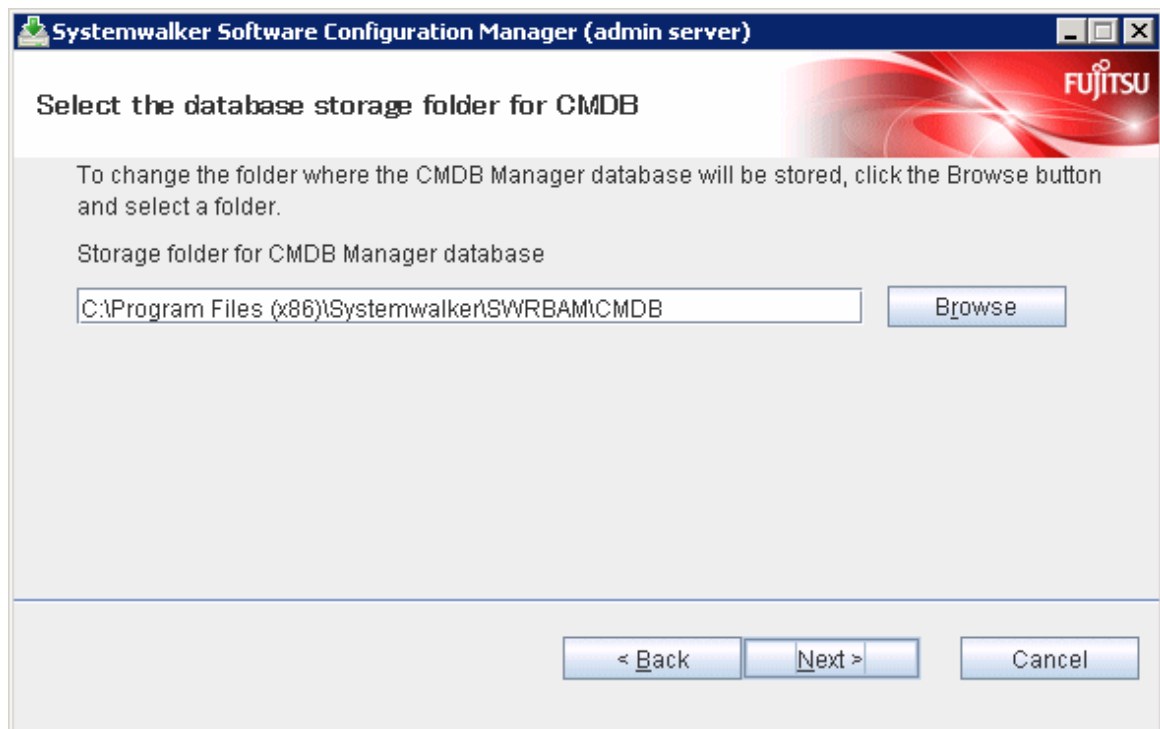 Systemwalker Software Configuration Manager (admin server)
FUJITSU
Select the database storage folder for CMDB
To change the folder where the CMDB Manager database will be stored, click the Browse button
and select a folder.
Storage folder for CMDB Manager database
C:\Program Files (x86)\Systemwalker\SWRBAM\CMDB
Browse
< Back
Next >
Cancel